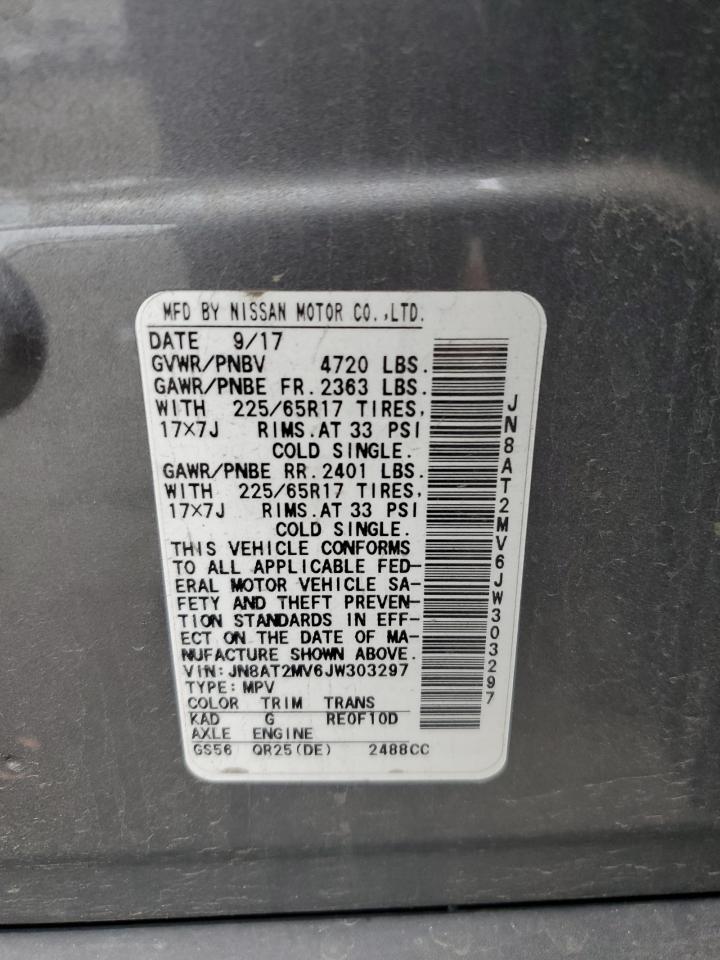 MFD BY NISSAN MOTOR CO.,LTD.
DATE 9/17
GVWR/PNBV 4720 LBS.
GAWR/PNBE FR. 2363 LBS.
WITH 225/65R17 TIRES,
17×7J RIMS. AT 33 PSI
COLD SINGLE.
GAWR/PNBE RR. 2401 LBS.
WITH 225/65R17 TIRES,
17×7J RIMS. AT 33 PSI
COLD SINGLE.
THIS VEHICLE CONFORMS
TO ALL APPLICABLE FED-
ERAL MOTOR VEHICLE SA-
FETY AND THEFT PREVEN-
TION STANDARDS IN EFF-
ECT ON THE DATE OF MA-
NUFACTURE SHOWN ABOVE.
VIN: JN8AT2MV6JW303297
TYPE: MPV
COLOR TRIM TRANS
KAD G RE0F10D
AXLE ENGINE
GS56 QR25(DE) 2488CC
JN8AT2MV6JW303297